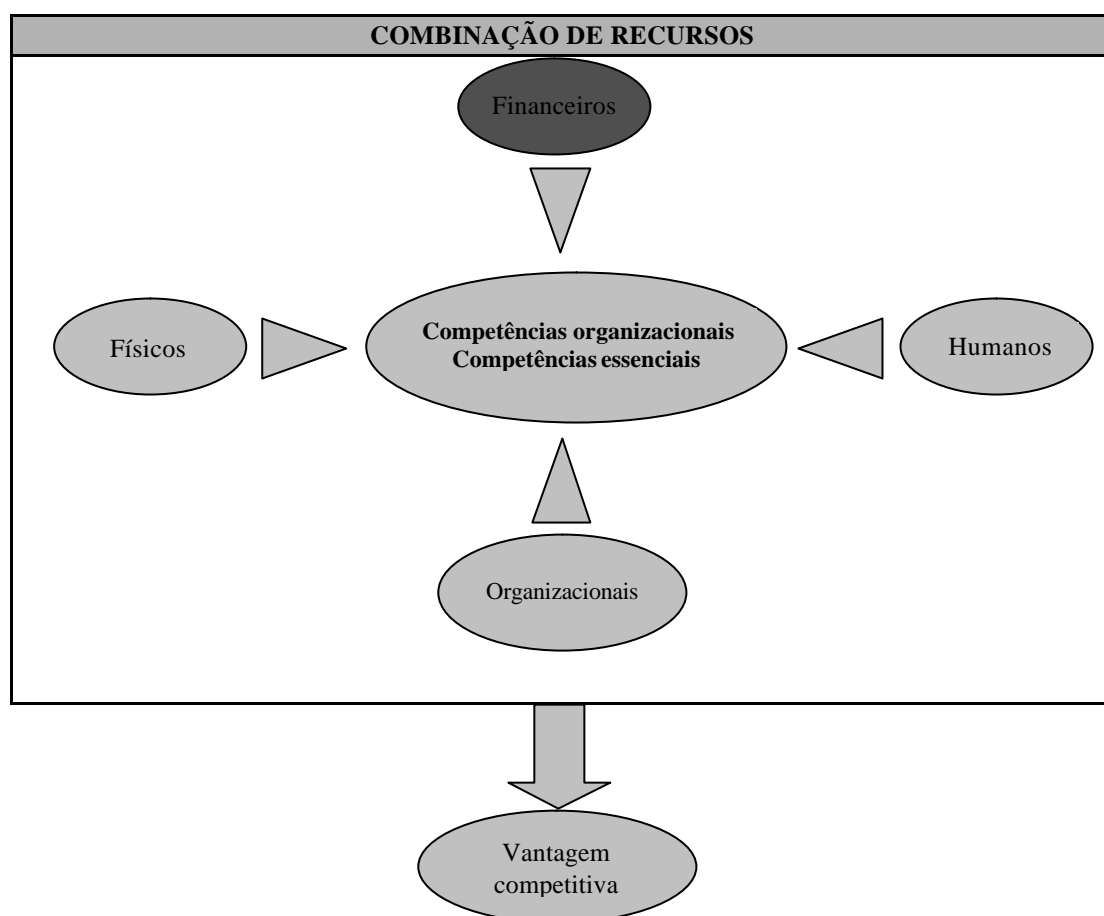 COMBINAÇÃO DE RECURSOS
Financeiros
Físicos
Competências organizacionais
Competências essenciais
Humanos
Organizacionais
Vantagem
competitiva